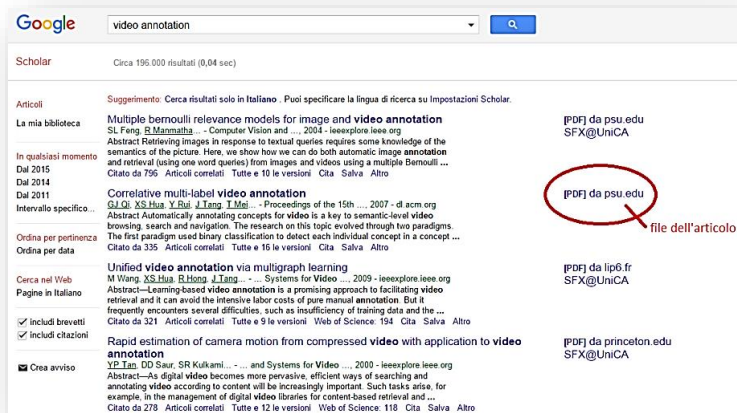 Google
video annotation
Scholar
Circa 196.000 risultati (0,04 sec)
Articoli
La mia biblioteca
In qualsiasi momento
Dal 2015
Dal 2014
Dal 2011
Intervallo specifico...
Ordina per pertinenza
Ordina per data
Cerca nel Web
Pagine in Italiano
includi brevetti
includi citazioni
Crea avviso
Suggerimento: Cerca risultati solo in Italiano . Puoi specificare la lingua di ricerca su Impostazioni Scholar.
Multiple bernoulli relevance models for image and video annotation
SL Feng, R Manmatha... - Computer Vision and ..., 2004 - ieeexplore.ieee.org
Abstract Retrieving images in response to textual queries requires some knowledge of the
semantics of the picture. Here, we show how we can do both automatic image annotation
and retrieval (using one word queries) from images and videos using a multiple Bernoulli ...
Citato da 796 Articoli correlati Tutte e 10 le versioni Cita Salva Altro
[PDF] da psu.edu
SFX@UniCA
Correlative multi-label video annotation
GJ Qi, XS Hua, Y Rui, J Tang, T Mei... - Proceedings of the 15th ..., 2007 - dl.acm.org
Abstract Automatically annotating concepts for video is a key to semantic-level video
browsing, search and navigation. The research on this topic evolved through two paradigms.
The first paradigm used binary classification to detect each individual concept in a concept ...
Citato da 335 Articoli correlati Tutte e 16 le versioni Cita Salva Altro
[PDF] da psu.edu
file dell'articolo
Unified video annotation via multigraph learning
M Wang, XS Hua, R Hong, J Tang... - ... Systems for Video ..., 2009 - ieeexplore.ieee.org
Abstract—Learning-based video annotation is a promising approach to facilitating video
retrieval and it can avoid the intensive labor costs of pure manual annotation. But it
frequently encounters several difficulties, such as insufficiency of training data and the ...
Citato da 321 Articoli correlati Tutte e 9 le versioni Web of Science: 194 Cita Salva Altro
[PDF] da lip6.fr
SFX@UniCA
Rapid estimation of camera motion from compressed video with application to video
annotation
YP Tan, DD Saur, SR Kulkami... - ... and Systems for Video ..., 2000 - ieeexplore.ieee.org
Abstract—As digital video becomes more pervasive, efficient ways of searching and
annotating video according to content will be increasingly important. Such tasks arise, for
example, in the management of digital video libraries for content-based retrieval and ...
Citato da 278 Articoli correlati Tutte e 12 le versioni Web of Science: 118 Cita Salva Altro
[PDF] da princeton.edu
SFX@UniCA